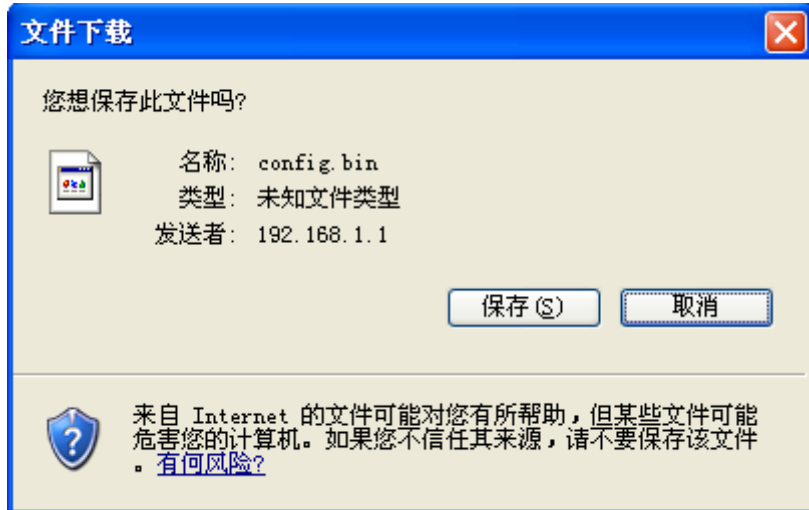 文件下载
您想保存此文件吗?
名称: config.bin
类型: 未知文件类型
发送者: 192.168.1.1
保存(S) 取消
来自 Internet 的文件可能对您有所帮助,但某些文件可能
危害您的计算机。如果您不信任其来源,请不要保存该文件
。有何风险?